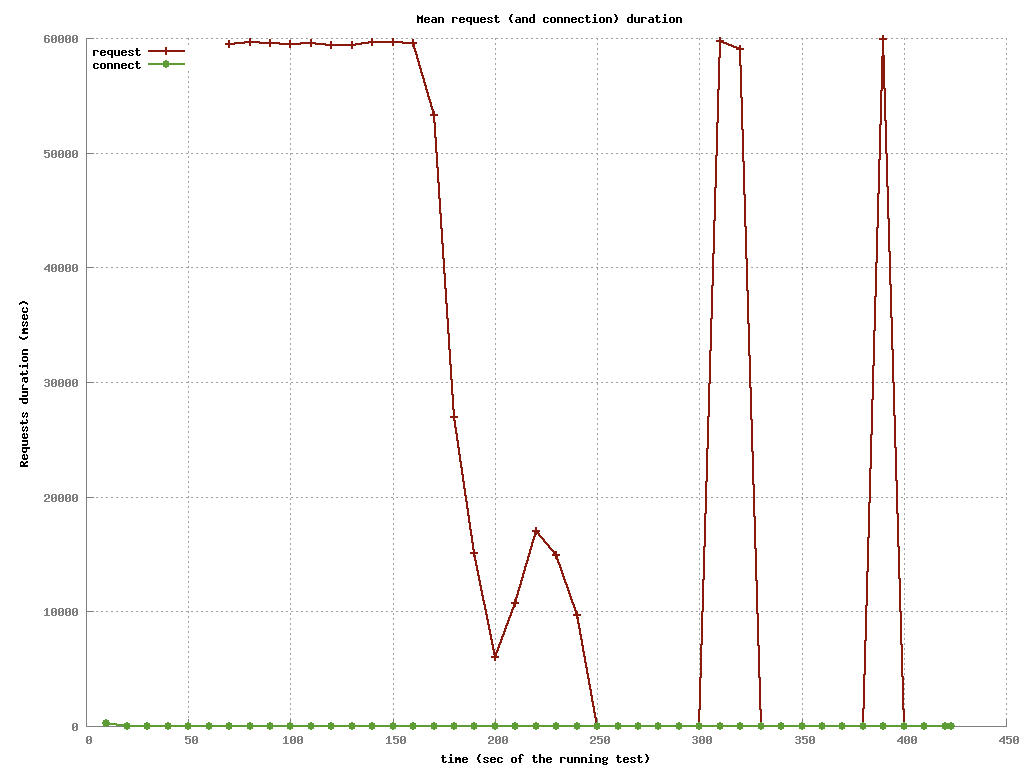 Mean request (and connection) duration
60000
request
connect
50000
40000
30000
Requests duration (msec)
20000
10000
0
0 50 100 150 200 250 300 350 400 450
time (sec of the running test)